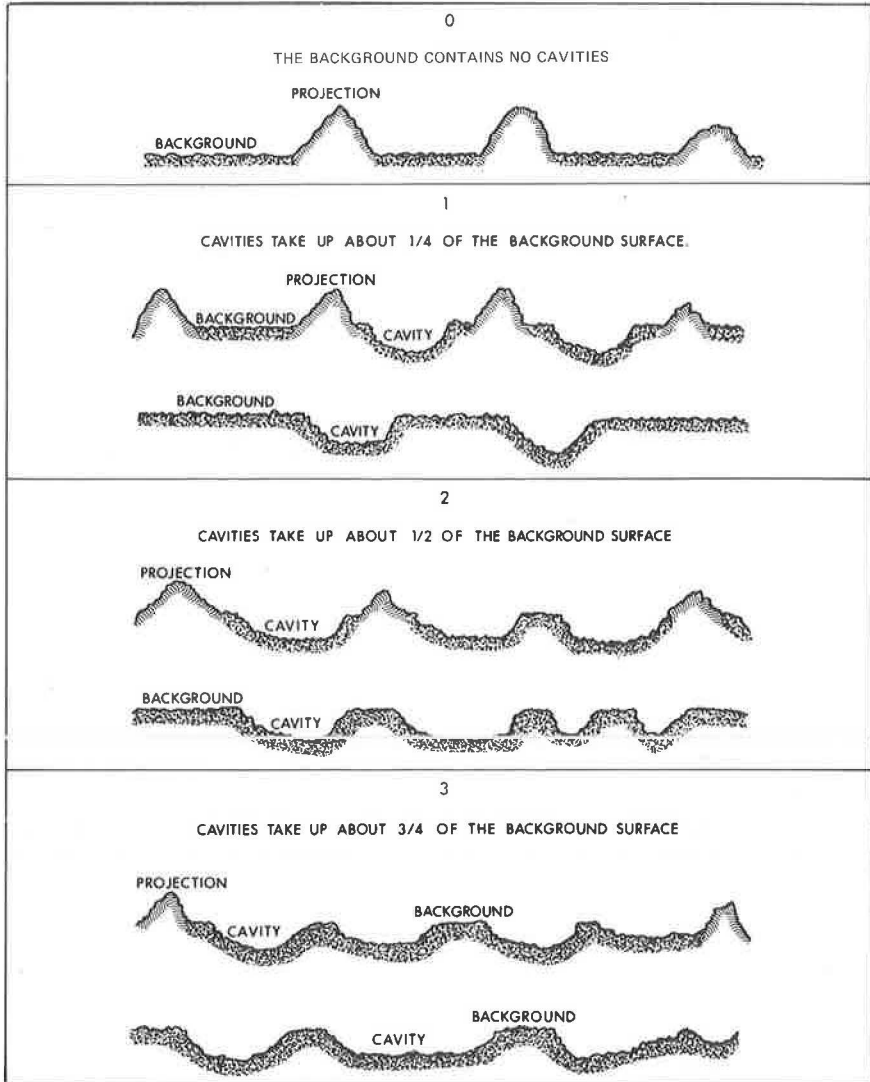 0
THE BACKGROUND CONTAINS NO CAVITIES
PROJECTION
BACKGROUND
1
CAVITIES TAKE UP ABOUT 1/4 OF THE BACKGROUND SURFACE.
PROJECTION
BACKGROUND
CAVITY
BACKGROUND
CAVITY
2
CAVITIES TAKE UP ABOUT 1/2 OF THE BACKGROUND SURFACE
PROJECTION
CAVITY
BACKGROUND
CAVITY
3
CAVITIES TAKE UP ABOUT 3/4 OF THE BACKGROUND SURFACE
PROJECTION
BACKGROUND
CAVITY
BACKGROUND
CAVITY